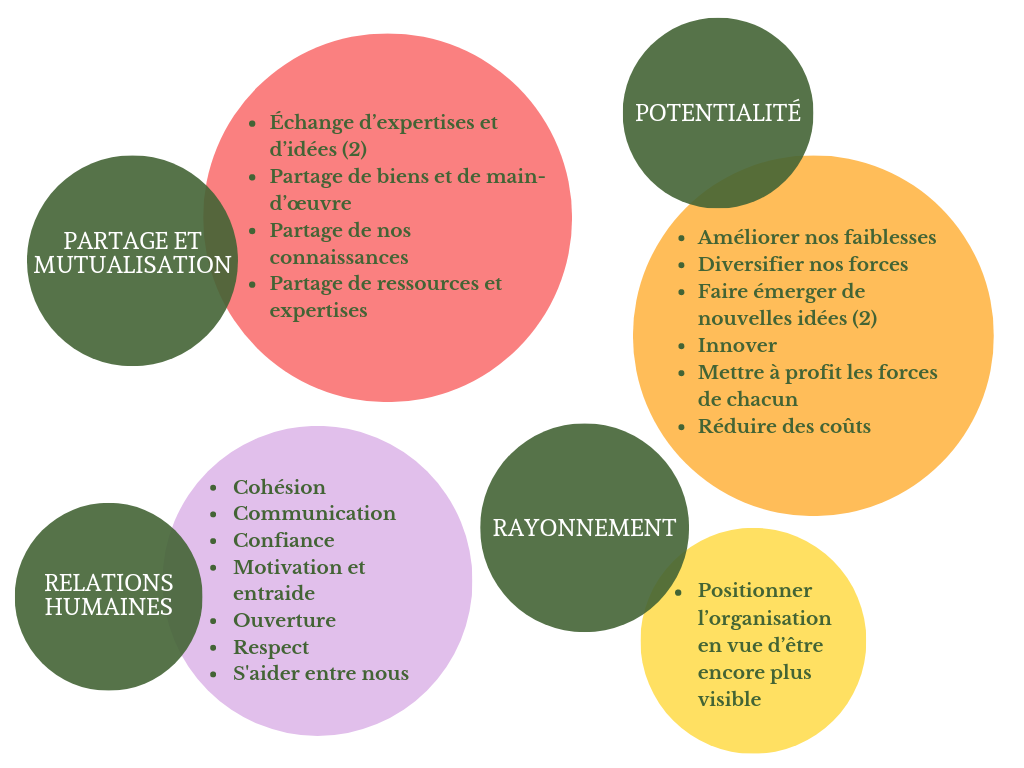 PARTAGE ET
MUTUALISATION
• Échange d’expertises et
d’idées (2)
• Partage de biens et de main-
d’œuvre
• Partage de nos
connaissances
• Partage de ressources et
expertises
POTENTIALITÉ
• Améliorer nos faiblesses
• Diversifier nos forces
• Faire émerger de
nouvelles idées (2)
• Innover
• Mettre à profit les forces
de chacun
• Réduire des coûts
RELATIONS
HUMAINES
• Cohésion
• Communication
• Confiance
• Motivation et
entraide
• Ouverture
• Respect
• S'aider entre nous
RAYONNEMENT
• Positionner
l’organisation
en vue d’être
encore plus
visible